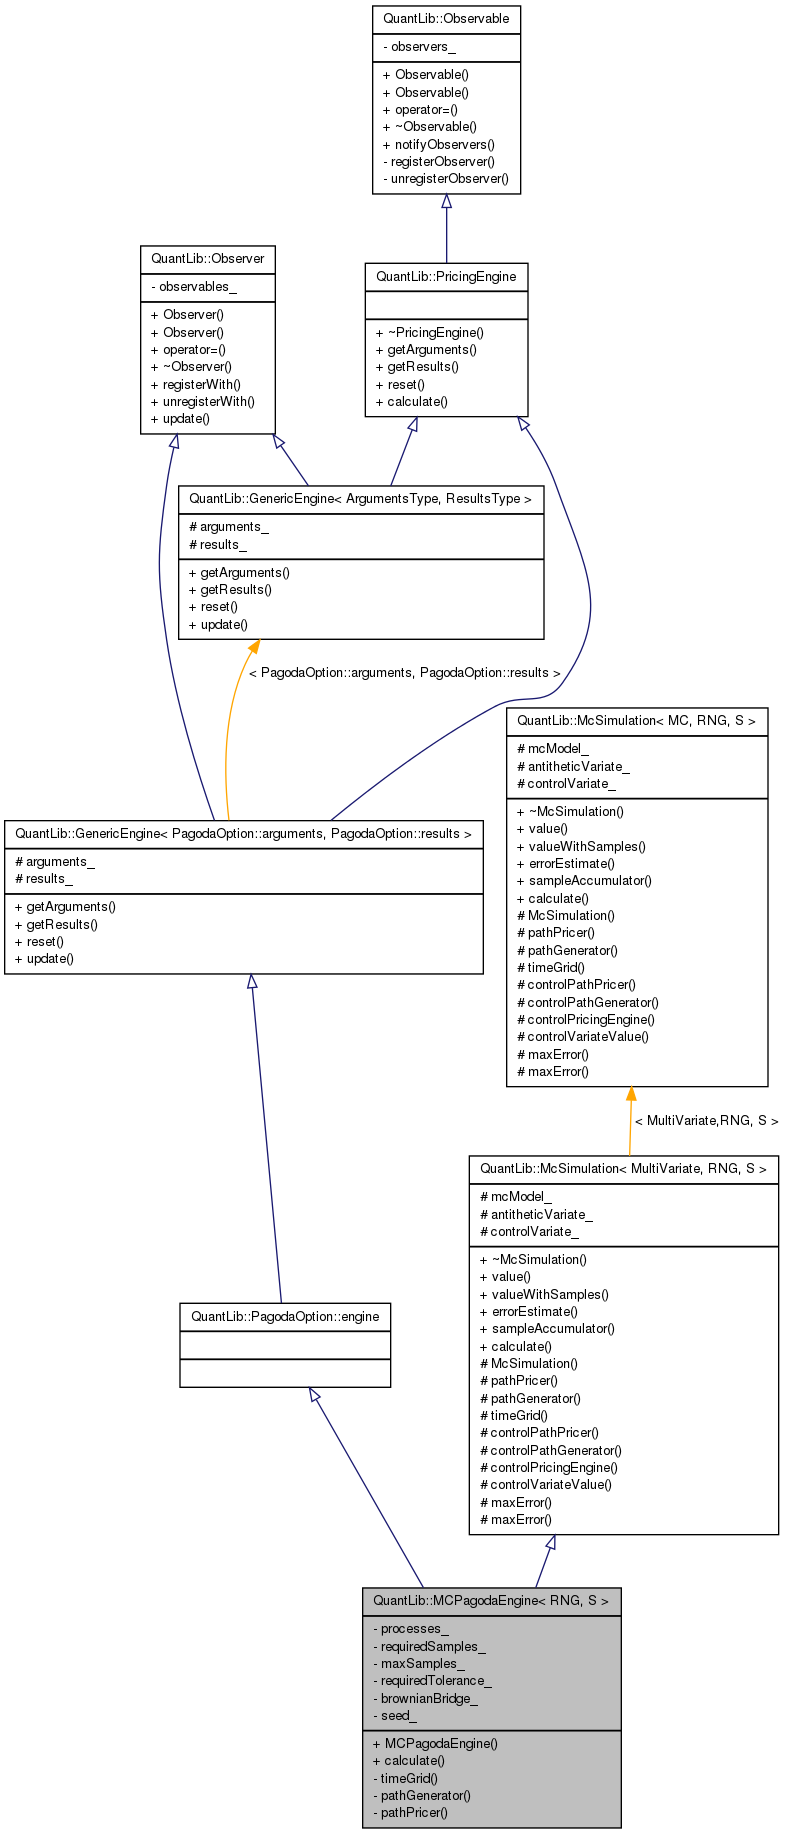 QuantLib::Observable
- observers_
+ Observable()
+ Observable()
+ operator=()
+ ~Observable()
+ notifyObservers()
- registerObserver()
- unregisterObserver()
QuantLib::Observer
- observables_
+ Observer()
+ Observer()
+ operator=()
+ ~Observer()
+ registerWith()
+ unregisterWith()
+ update()
QuantLib::PricingEngine
+ ~PricingEngine()
+ getArguments()
+ getResults()
+ reset()
+ calculate()
QuantLib::GenericEngine< ArgumentsType, ResultsType >
# arguments_
# results_
+ getArguments()
+ getResults()
+ reset()
+ update()
< PagodaOption::arguments, PagodaOption::results >
QuantLib::McSimulation< MC, RNG, S >
# mcModel_
# antitheticVariate_
# controlVariate_
+ ~McSimulation()
+ value()
+ valueWithSamples()
+ errorEstimate()
+ sampleAccumulator()
+ calculate()
# McSimulation()
# pathPricer()
# pathGenerator()
# timeGrid()
# controlPathPricer()
# controlPathGenerator()
# controlPricingEngine()
# controlVariateValue()
# maxError()
# maxError()
QuantLib::GenericEngine< PagodaOption::arguments, PagodaOption::results >
# arguments_
# results_
+ getArguments()
+ getResults()
+ reset()
+ update()
< MultiVariate,RNG, S >
QuantLib::McSimulation< MultiVariate, RNG, S >
# mcModel_
# antitheticVariate_
# controlVariate_
+ ~McSimulation()
+ value()
+ valueWithSamples()
+ errorEstimate()
+ sampleAccumulator()
+ calculate()
# McSimulation()
# pathPricer()
# pathGenerator()
# timeGrid()
# controlPathPricer()
# controlPathGenerator()
# controlPricingEngine()
# controlVariateValue()
# maxError()
# maxError()
QuantLib::PagodaOption::engine
QuantLib::MCPagodaEngine< RNG, S >
- processes_
- requiredSamples_
- maxSamples_
- requiredTolerance_
- brownianBridge_
- seed_
+ MCPagodaEngine()
+ calculate()
- timeGrid()
- pathGenerator()
- pathPricer()